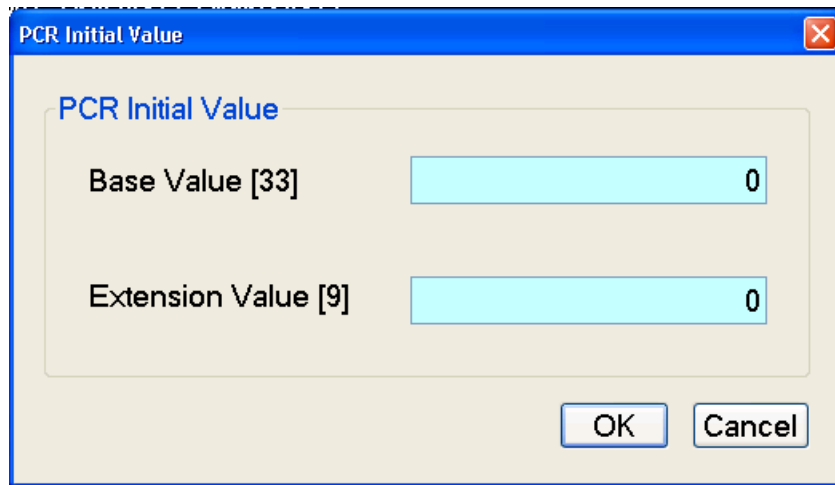 PCR Initial Value
PCR Initial Value
Base Value [33]
0
Extension Value [9]
0
OK
Cancel